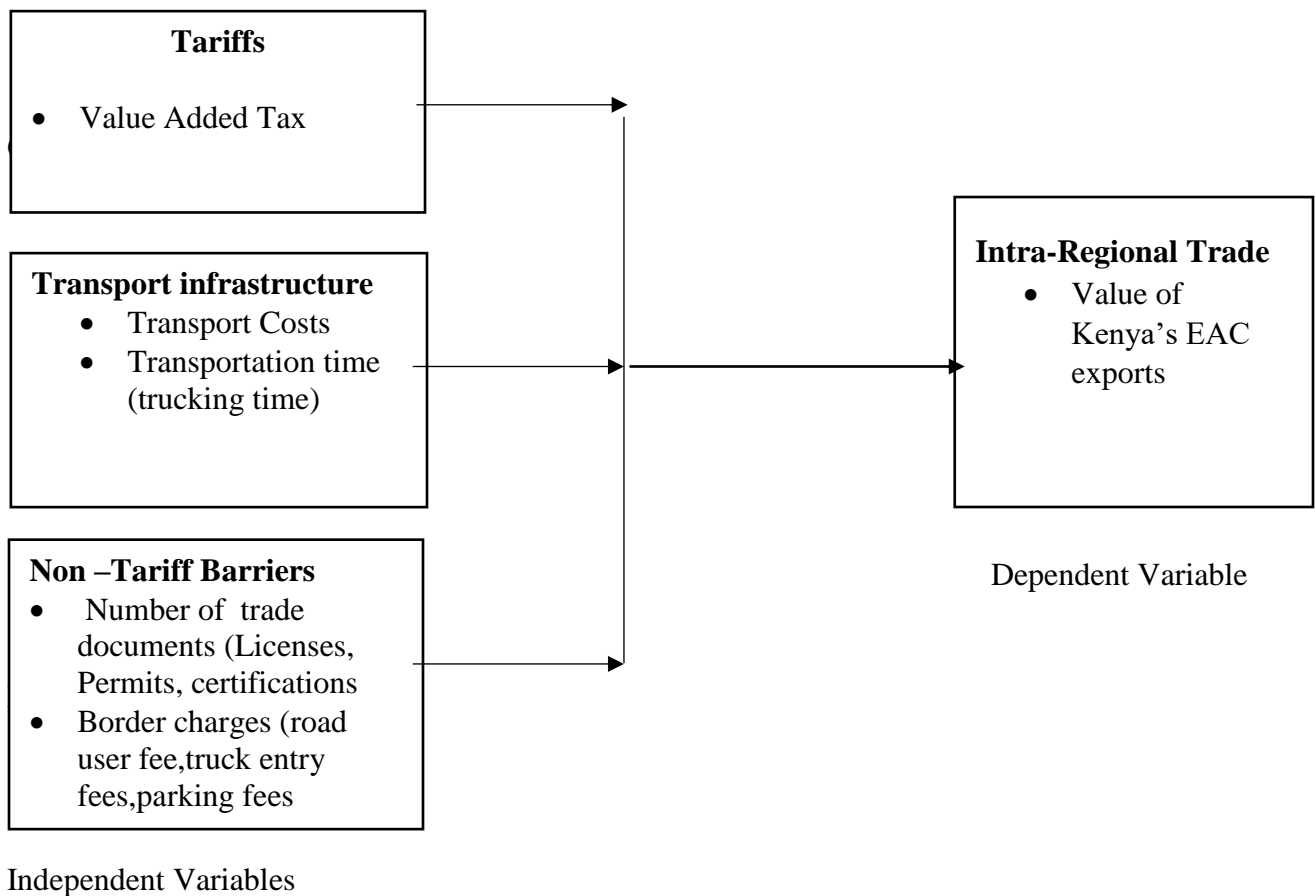 Tariffs
• Value Added Tax
Transport infrastructure
• Transport Costs
• Transportation time
(trucking time)
Non –Tariff Barriers
• Number of  trade
documents (Licenses,
Permits, certifications
• Border charges (road
user fee,truck entry
fees,parking fees
Independent Variables
Intra-Regional Trade
• Value of
Kenya’s EAC
exports
Dependent Variable